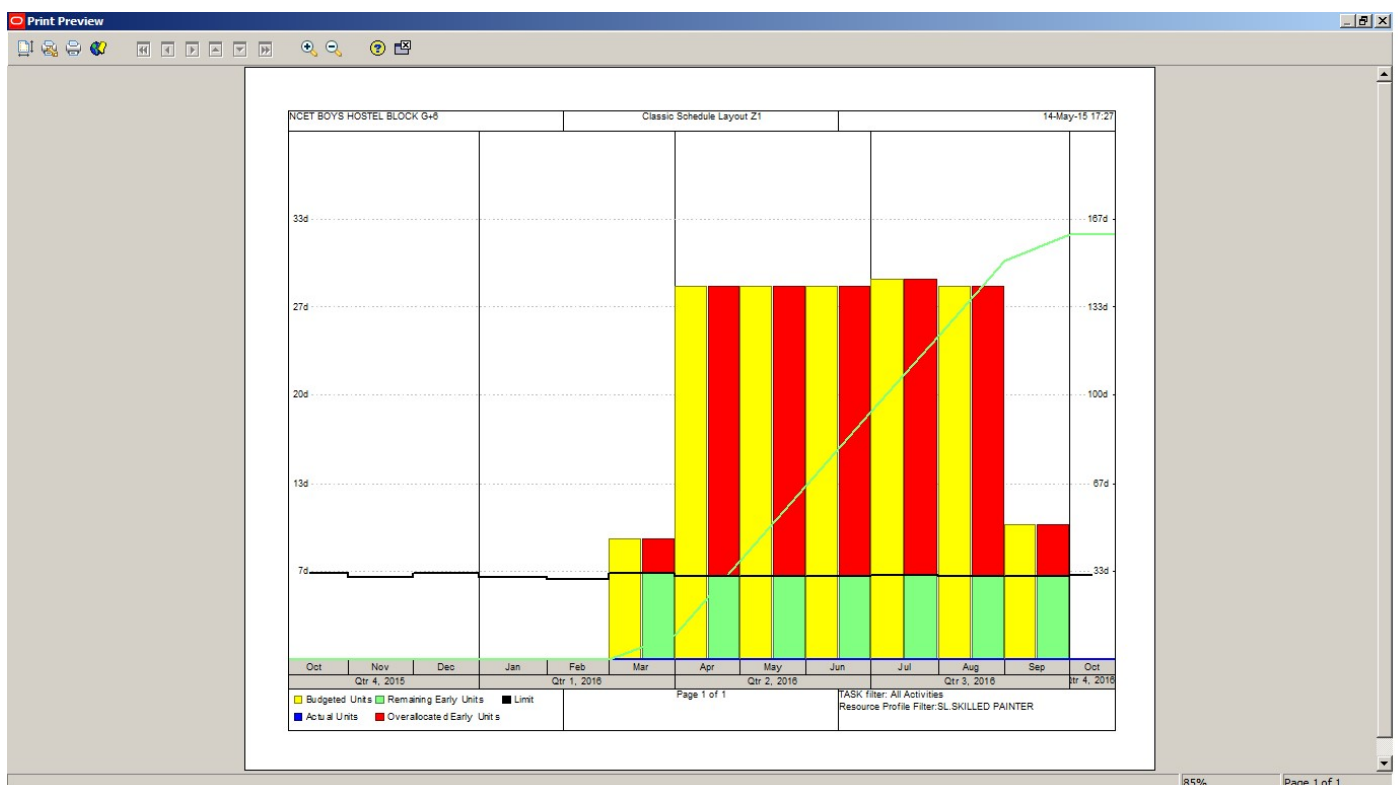 Print Preview
NCET BOYS HOSTEL BLOCK G+6
Classic Schedule Layout Z1
14-May-15 17:27
33d
167d
27d
133d
20d
100d
13d
67d
7d
33d
Oct Nov Dec Jan Feb Mar Apr May Jun Jul Aug Sep Oct
Qtr 4, 2015 Qtr 1, 2016 Qtr 2, 2016 Qtr 3, 2016 tr 4, 2016
Budgeted Units Remaining Early Units Limit
Actual Units Overallocated Early Units
Page 1 of 1
TASK filter: All Activities
Resource Profile Filter:SL.SKILLED PAINTER
85% Page 1 of 1